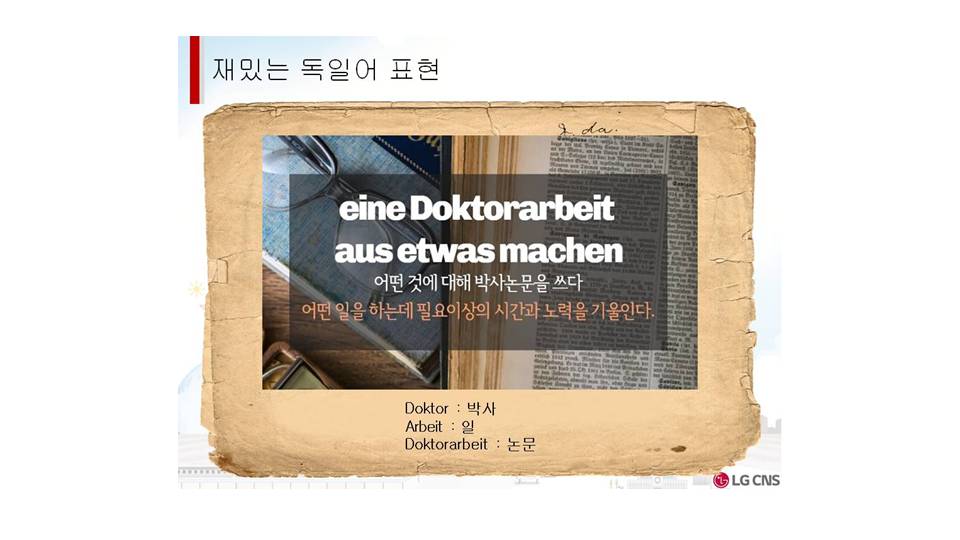 재밌는 독일어 표현
g da.
eine Doktorarbeit
aus etwas machen
어떤 것에 대해 박사논문을 쓰다
어떤 일을 하는데 필요이상의 시간과 노력을 기울인다.
Doktor : 박사
Arbeit : 일
Doktorarbeit : 논문
LG CNS